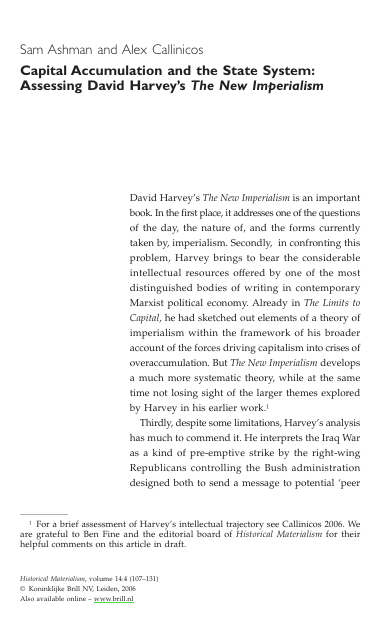 Sam Ashman and Alex Callinicos
Capital Accumulation and the State System:
Assessing David Harvey's The New Imperialism
David Harvey's The New Imperialism is an important
book. In the first place, it addresses one of the questions
of the day, the nature of, and the forms currently
taken by, imperialism. Secondly, in confronting this
problem, Harvey brings to bear the considerable
intellectual resources offered by one of the most
distinguished bodies of writing in contemporary
Marxist political economy. Already in The Limits to
Capital, he had sketched out elements of a theory of
imperialism within the framework of his broader
account of the forces driving capitalism into crises of
overaccumulation. But The New Imperialism develops
a much more systematic theory, while at the same
time not losing sight of the larger themes explored
by Harvey in his earlier work.¹
Thirdly, despite some limitations, Harvey's analysis
has much to commend it. He interprets the Iraq War
as a kind of pre-emptive strike by the right-wing
Republicans controlling the Bush administration
designed both to send a message to potential 'peer
¹ For a brief assessment of Harvey's intellectual trajectory see Callinicos 2006. We
are grateful to Ben Fine and the editorial board of Historical Materialism for their
helpful comments on this article in draft.
Historical Materialism, volume 14:4 (107–131)
© Koninklijke Brill NV, Leiden, 2006
Also available online – www.brill.nl